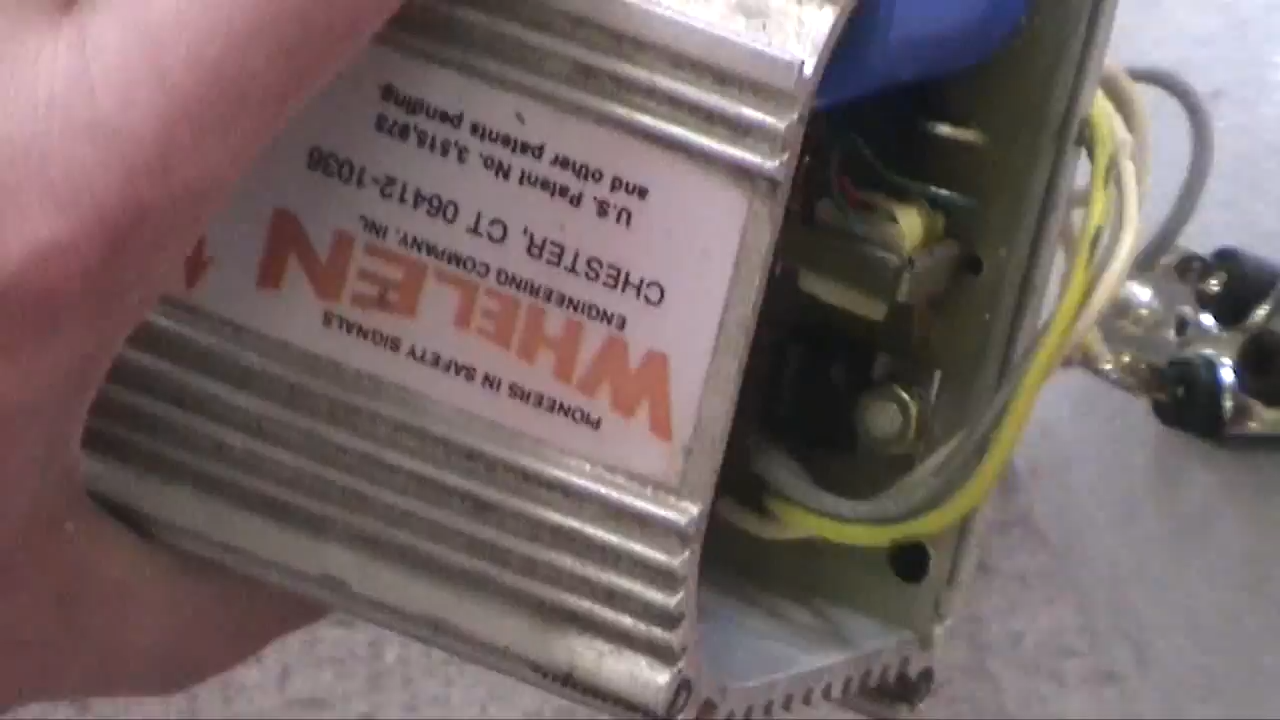 PIONEERS IN SAFETY SIGNALS
WHELEN
ENGINEERING COMPANY, INC.
CHESTER, CT 06412-1036
U.S. Patent No. 3,515,973
and other patents pending.